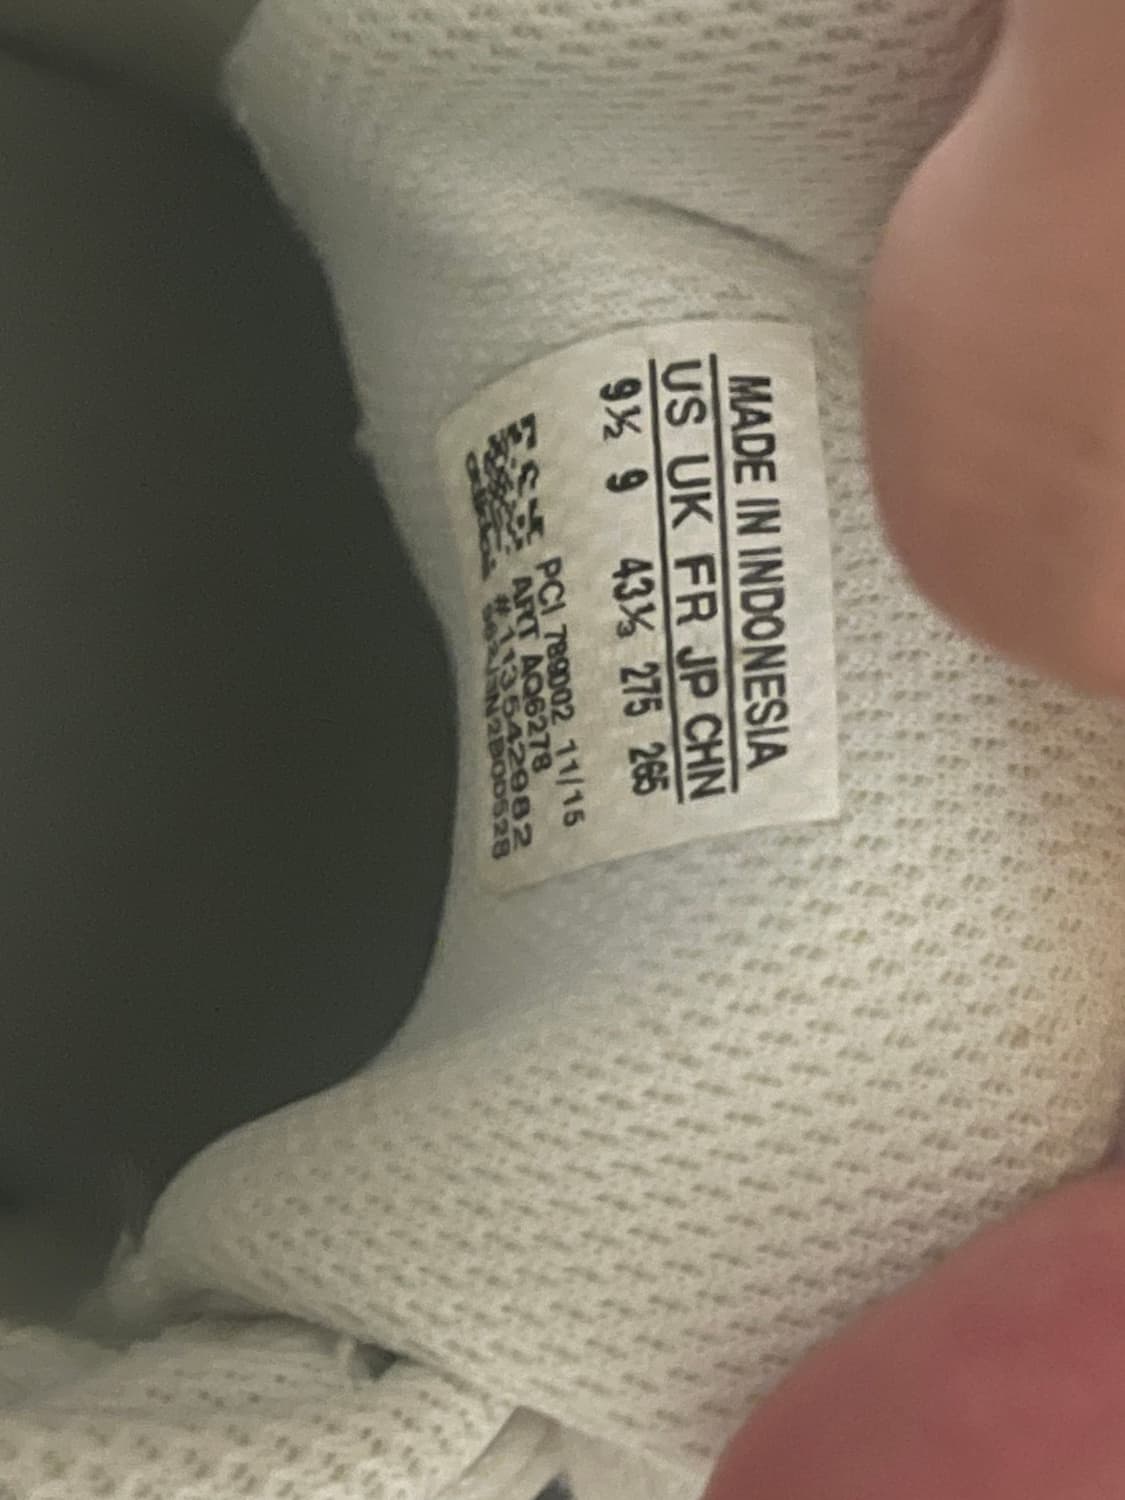 MADE IN INDONESIA
US UK FR JP CHN
9½ 9 43⅓ 275 265
PCI 789002 11/15
ART AQ6278
#113542982